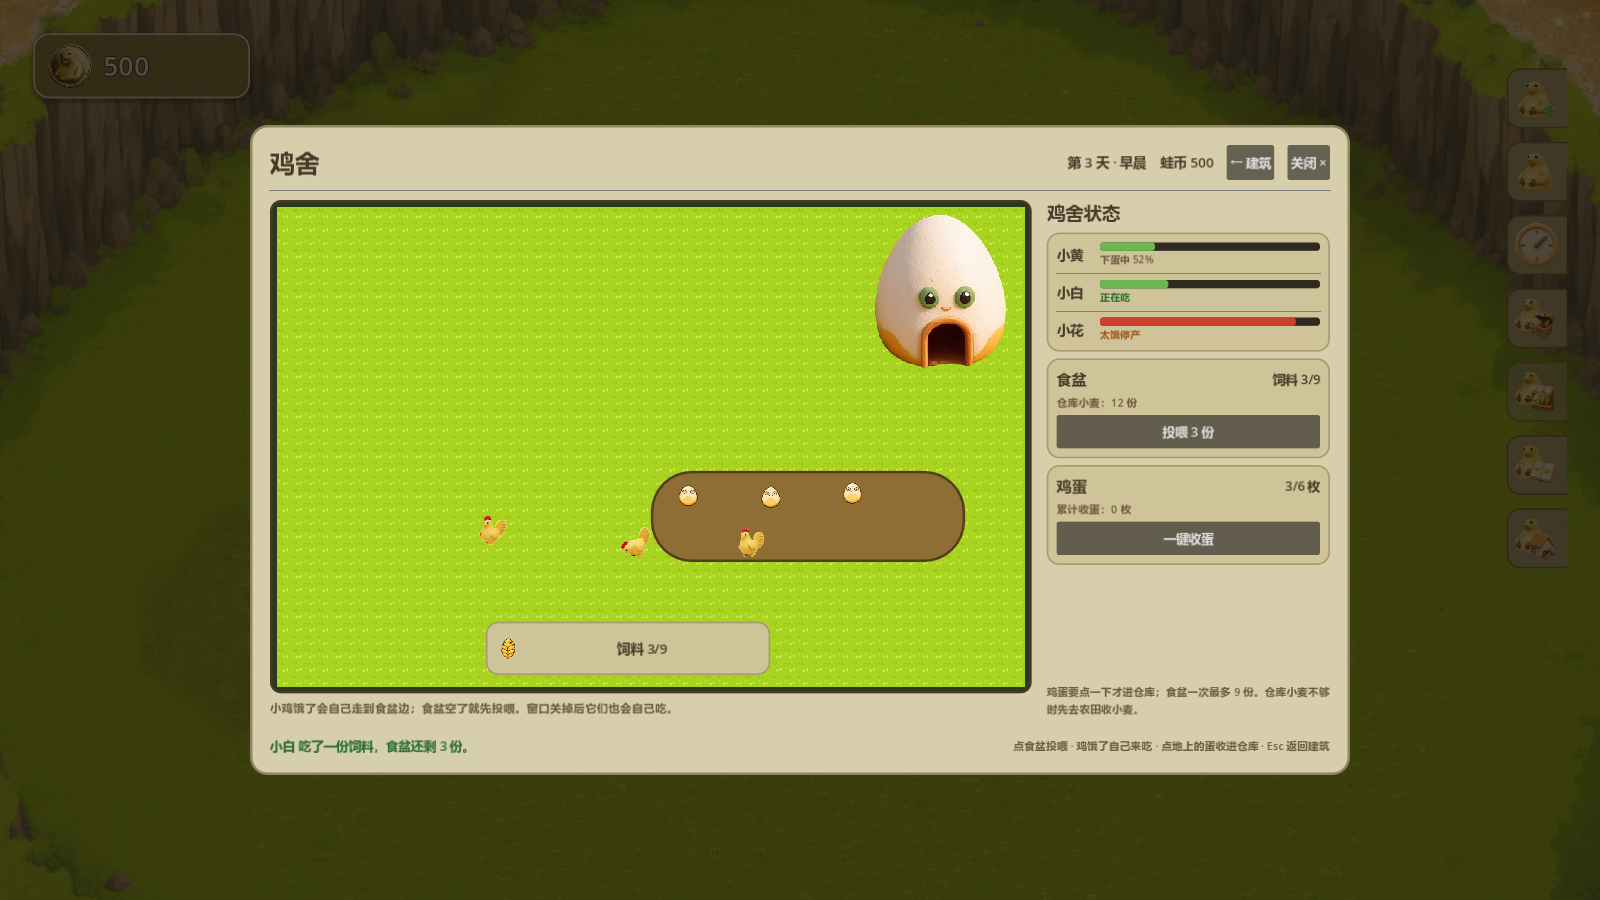 500
鸡舍
第 3 天 · 早晨 蛙币 500
← 建筑
关闭 ×
鸡舍状态
小黄
下蛋中 52%
小白
正在吃
小花
太饿停产
食盆 饲料 3/9
仓库小麦：12 份
投喂 3 份
鸡蛋 3/6 枚
累计收蛋：0 枚
一键收蛋
饲料 3/9
鸡蛋要点一下才进仓库；食盆一次最多 9 份。仓库小麦不够
时先去农田收小麦。
小鸡饿了会自己走到食盆边；食盆空了就先投喂。窗口关掉后它们也会自己吃。
小白 吃了一份饲料，食盆还剩 3 份。
点食盆投喂 · 鸡饿了自己来吃 · 点地上的蛋收进仓库 · Esc 返回建筑